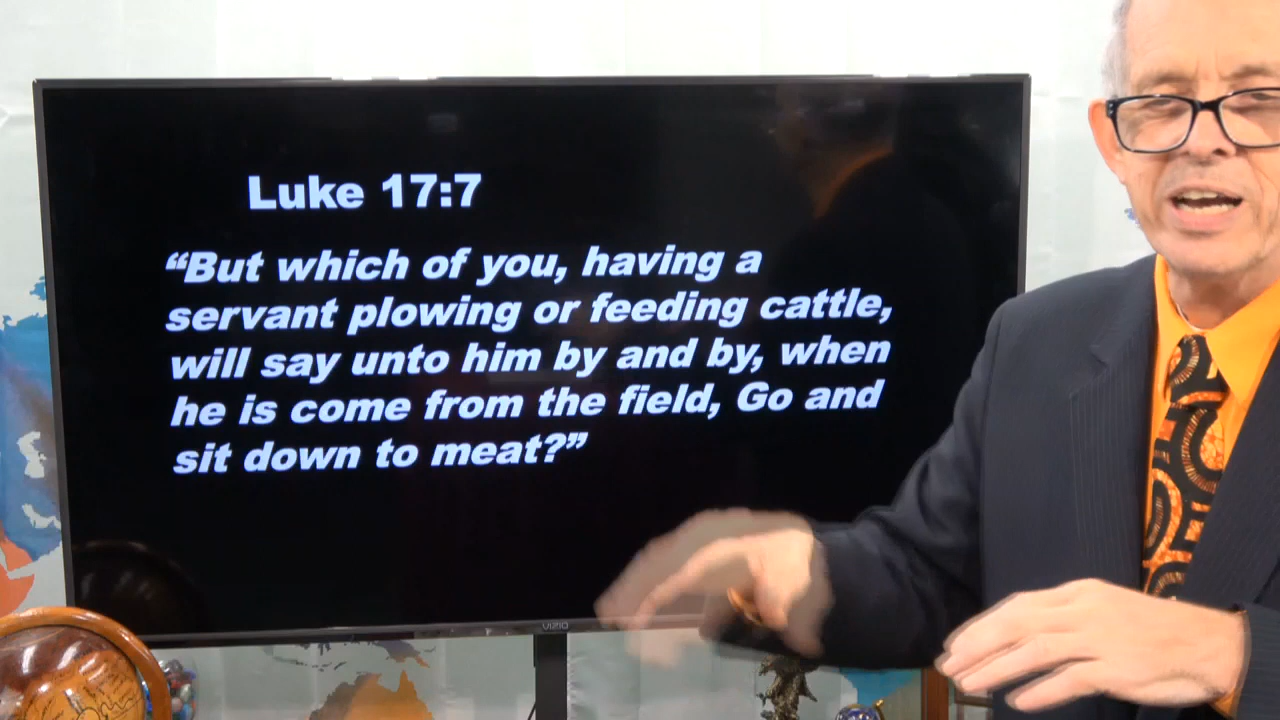 Luke 17:7
“But which of you, having a
servant plowing or feeding cattle,
will say unto him by and by, when
he is come from the field, Go and
sit down to meat?”
VIZIO